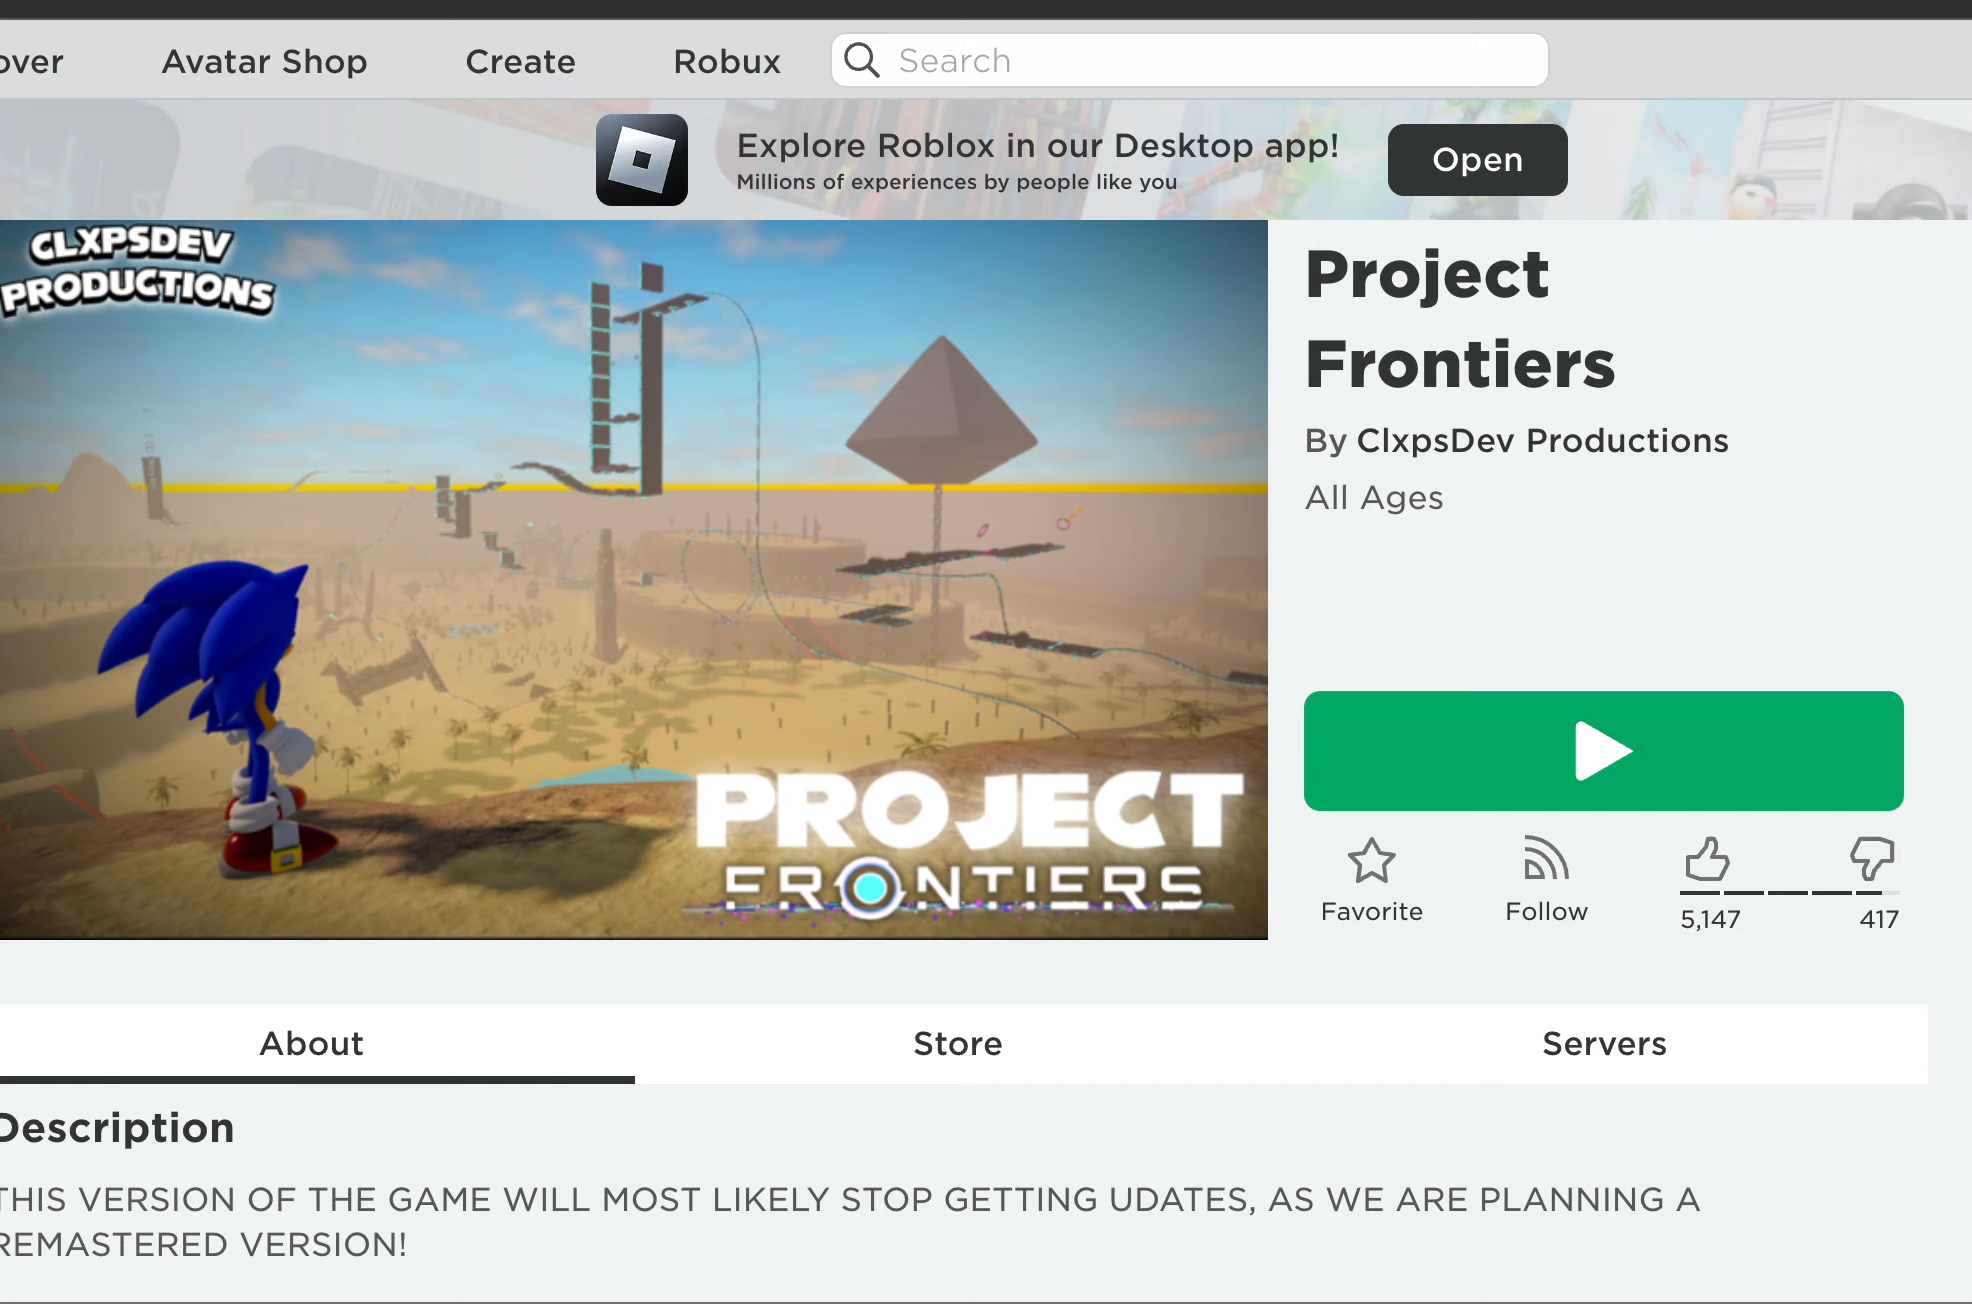 over Avatar Shop Create Robux Search
Explore Roblox in our Desktop app!
Millions of experiences by people like you
Open
CLXPSDEV
PRODUCTIONS
PROJECT
FRONTIERS
Project
Frontiers
By ClxpsDev Productions
All Ages
Favorite Follow 5,147 417
About Store Servers
Description
THIS VERSION OF THE GAME WILL MOST LIKELY STOP GETTING UDATES, AS WE ARE PLANNING A
REMASTERED VERSION!